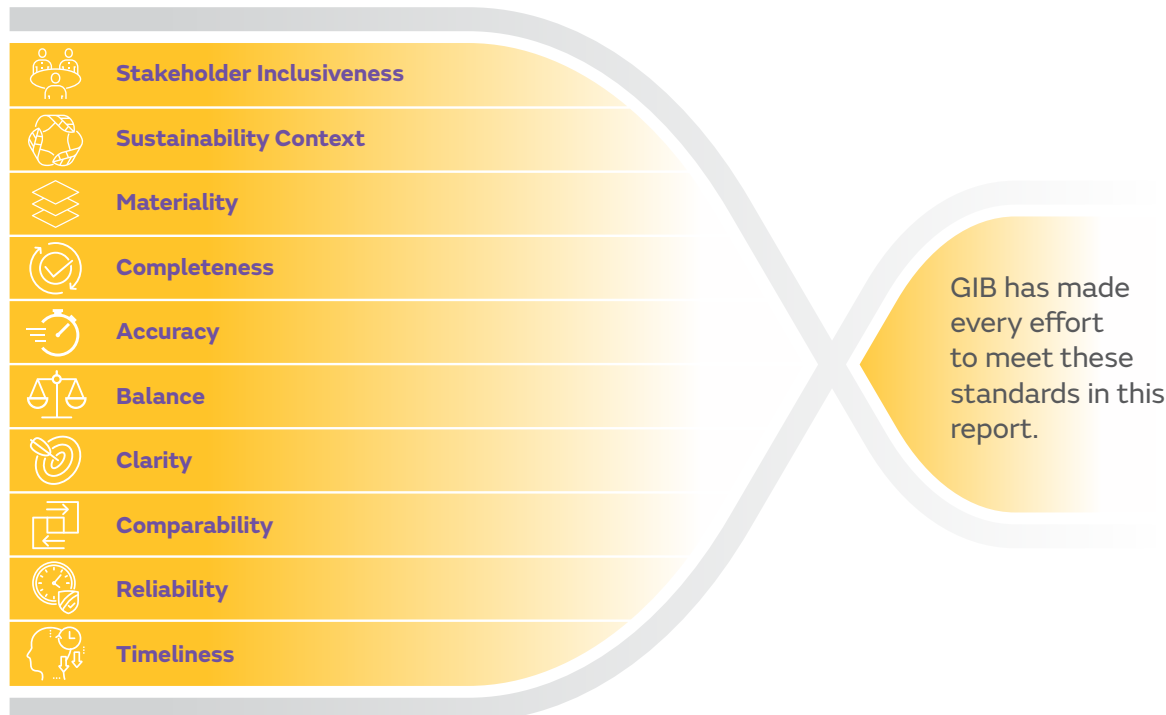 Stakeholder Inclusiveness
Sustainability Context
Materiality
Completeness
Accuracy
Balance
Clarity
Comparability
Reliability
Timeliness
GIB has made
every effort
to meet these
standards in this
report.